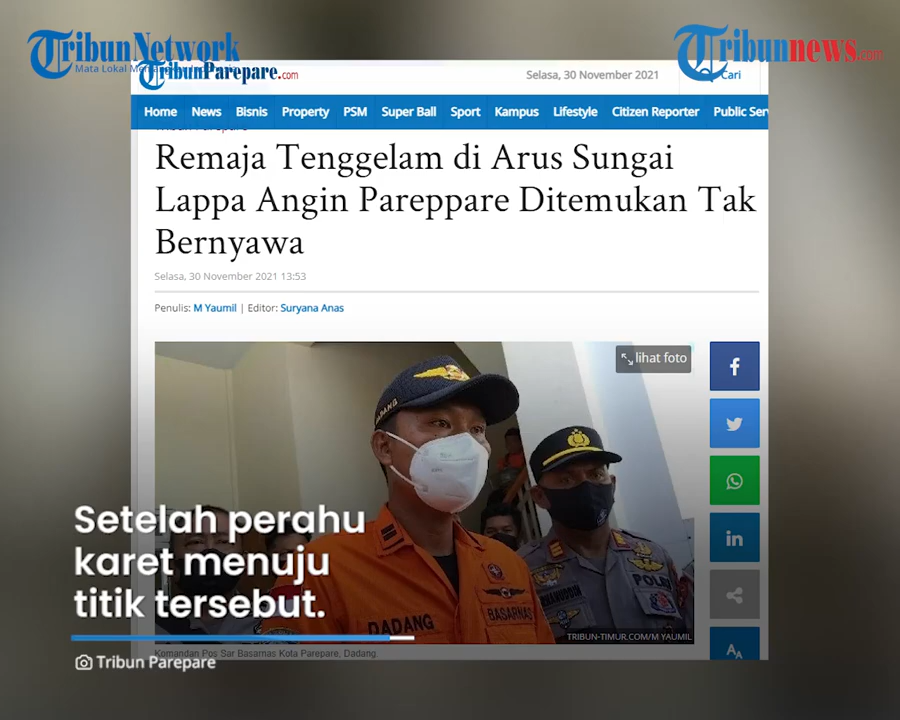 Tribun Network
Mata Lokal
Tribunnews.com
TribunParepare.com
Selasa, 30 November 2021
Cari
Home News Bisnis Property PSM Super Ball Sport Kampus Lifestyle Citizen Reporter Public Serv
Remaja Tenggelam di Arus Sungai
Lappa Angin Pareppare Ditemukan Tak
Bernyawa
Selasa, 30 November 2021 13:53
Penulis: M Yaumil | Editor: Suryana Anas
lihat foto
DADANG
DADANG
BASARNAS
POLRI
TRIBUN-TIMUR.COM/M YAUMIL
Setelah perahu
karet menuju
titik tersebut.
Komandan Pos Sar Basarnas Kota Parepare, Dadang
Tribun Parepare